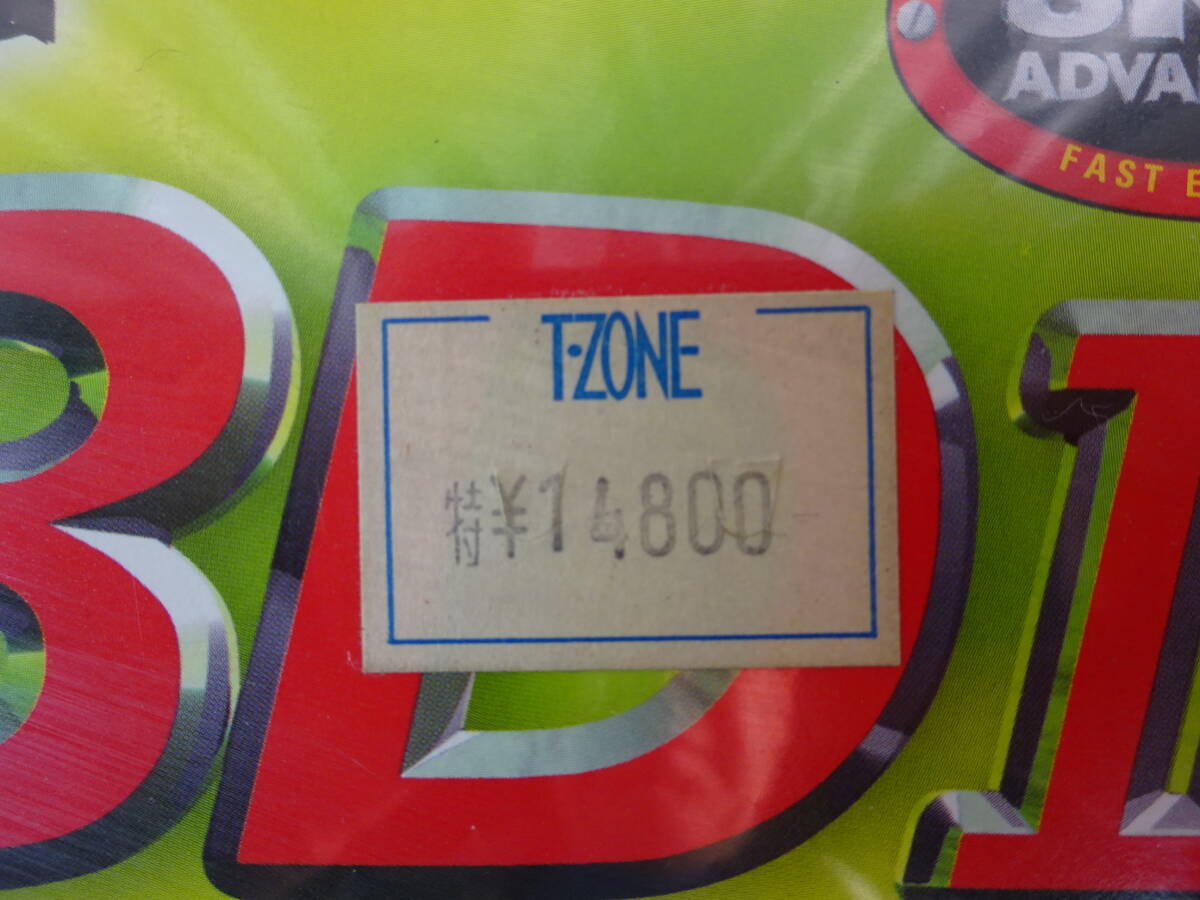 ADVA
FAST E
3D
T·ZONE
特¥14,800